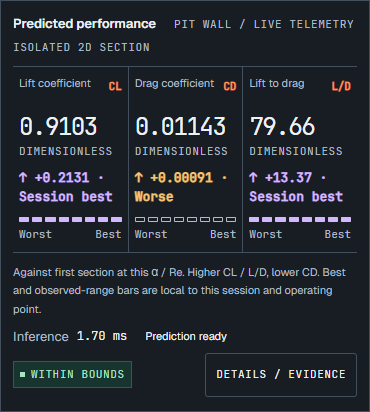 Predicted performance PIT WALL / LIVE TELEMETRY
ISOLATED 2D SECTION
Lift coefficient CL Drag coefficient CD Lift to drag L/D
0.9103 0.01143 79.66
DIMENSIONLESS DIMENSIONLESS DIMENSIONLESS
↑ +0.2131 · ↑ +0.00091 · ↑ +13.37 ·
Session best Worse Session best
Worst Best Worst Best Worst Best
Against first section at this α / Re. Higher CL / L/D, lower CD. Best
and observed-range bars are local to this session and operating
point.
Inference 1.70 ms Prediction ready
WITHIN BOUNDS DETAILS / EVIDENCE